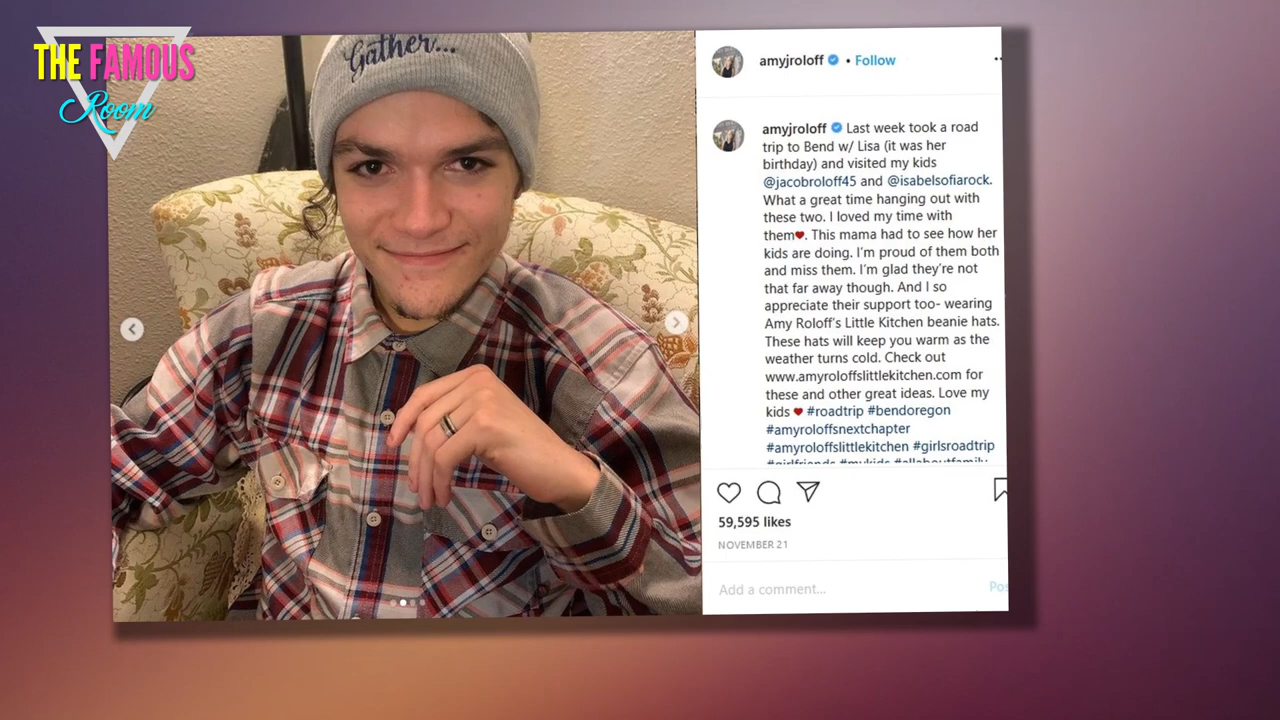 THE FAMOUS
Room
Gather...
amyjroloff • Follow
amyjroloff Last week took a road
trip to Bend w/ Lisa (it was her
birthday) and visited my kids
@jacobroloff45 and @isabelsofiarock.
What a great time hanging out with
these two. I loved my time with
them❤. This mama had to see how her
kids are doing. I'm proud of them both
and miss them. I'm glad they're not
that far away though. And I so
appreciate their support too- wearing
Amy Roloff's Little Kitchen beanie hats.
These hats will keep you warm as the
weather turns cold. Check out
www.amyroloffslittlekitchen.com for
these and other great ideas. Love my
kids ❤ #roadtrip #bendoregon
#amyroloffsnextchapter
#amyroloffslittlekitchen #girlsroadtrip
#girlfriends #mykids #allaboutfamily
59,595 likes
NOVEMBER 21
Add a comment...
Pos